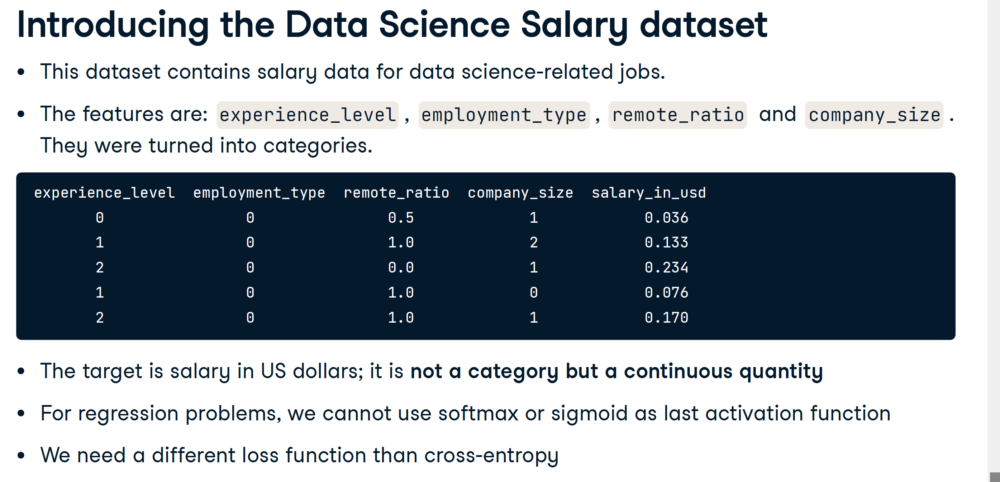 Introducing the Data Science Salary dataset
• This dataset contains salary data for data science-related jobs.
• The features are: experience_level , employment_type , remote_ratio and company_size .
They were turned into categories.
experience_level employment_type remote_ratio company_size salary_in_usd
0 0 0.5 1 0.036
1 0 1.0 2 0.133
2 0 0.0 1 0.234
1 0 1.0 0 0.076
2 0 1.0 1 0.170
• The target is salary in US dollars; it is not a category but a continuous quantity
• For regression problems, we cannot use softmax or sigmoid as last activation function
• We need a different loss function than cross-entropy